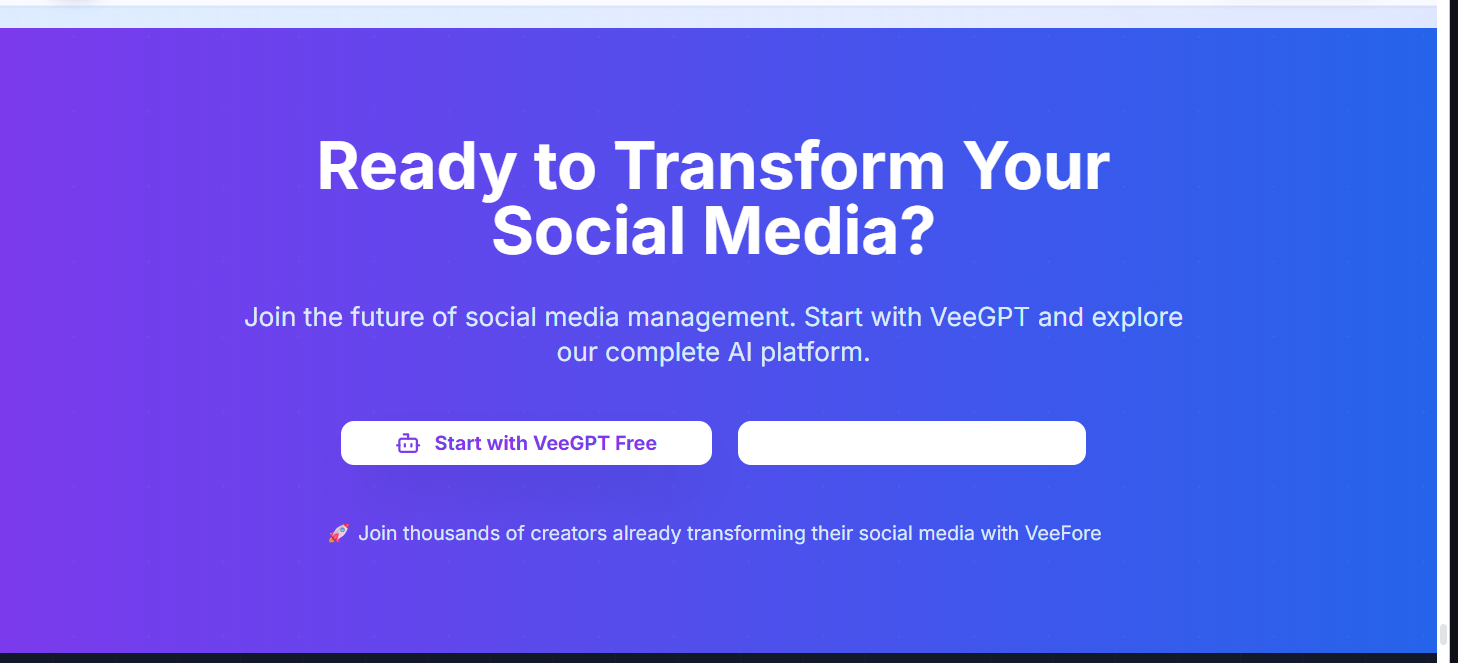 Ready to Transform Your
Social Media?
Join the future of social media management. Start with VeeGPT and explore
our complete AI platform.
Start with VeeGPT Free
🚀 Join thousands of creators already transforming their social media with VeeFore